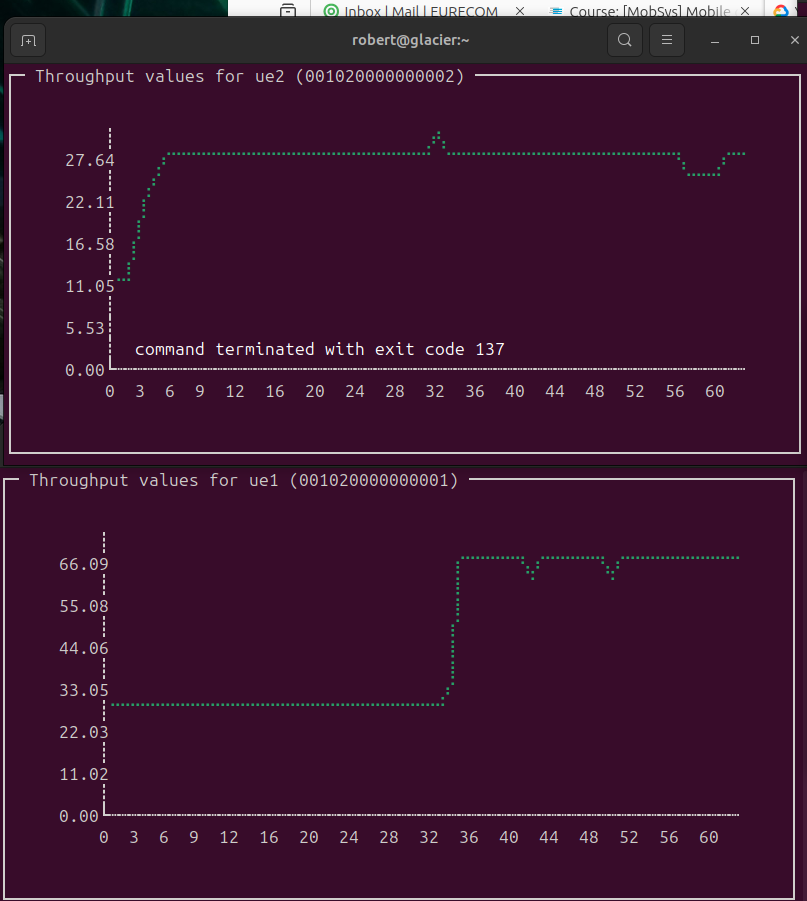 Inbox | Mail | EURECOM
Course: [MobSys] Mobile
robert@glacier:~
Throughput values for ue2 (001020000000002)
27.64
22.11
16.58
11.05
5.53
command terminated with exit code 137
0.00
0 3 6 9 12 16 20 24 28 32 36 40 44 48 52 56 60
Throughput values for ue1 (001020000000001)
66.09
55.08
44.06
33.05
22.03
11.02
0.00
0 3 6 9 12 16 20 24 28 32 36 40 44 48 52 56 60